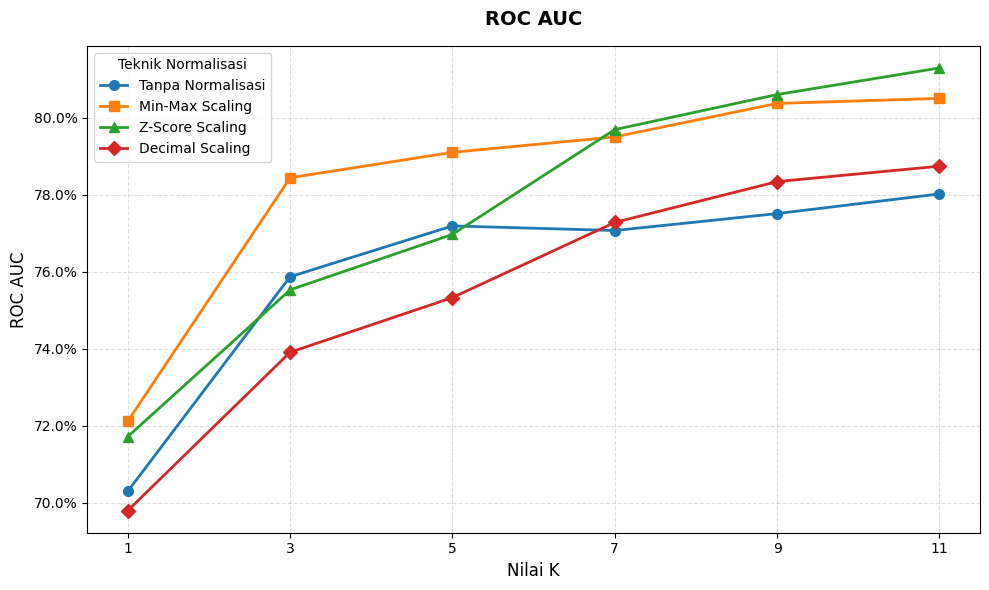 ROC AUC
Teknik Normalisasi
Tanpa Normalisasi
Min-Max Scaling
Z-Score Scaling
Decimal Scaling
ROC AUC
80.0%
78.0%
76.0%
74.0%
72.0%
70.0%
1 3 5 7 9 11
Nilai K